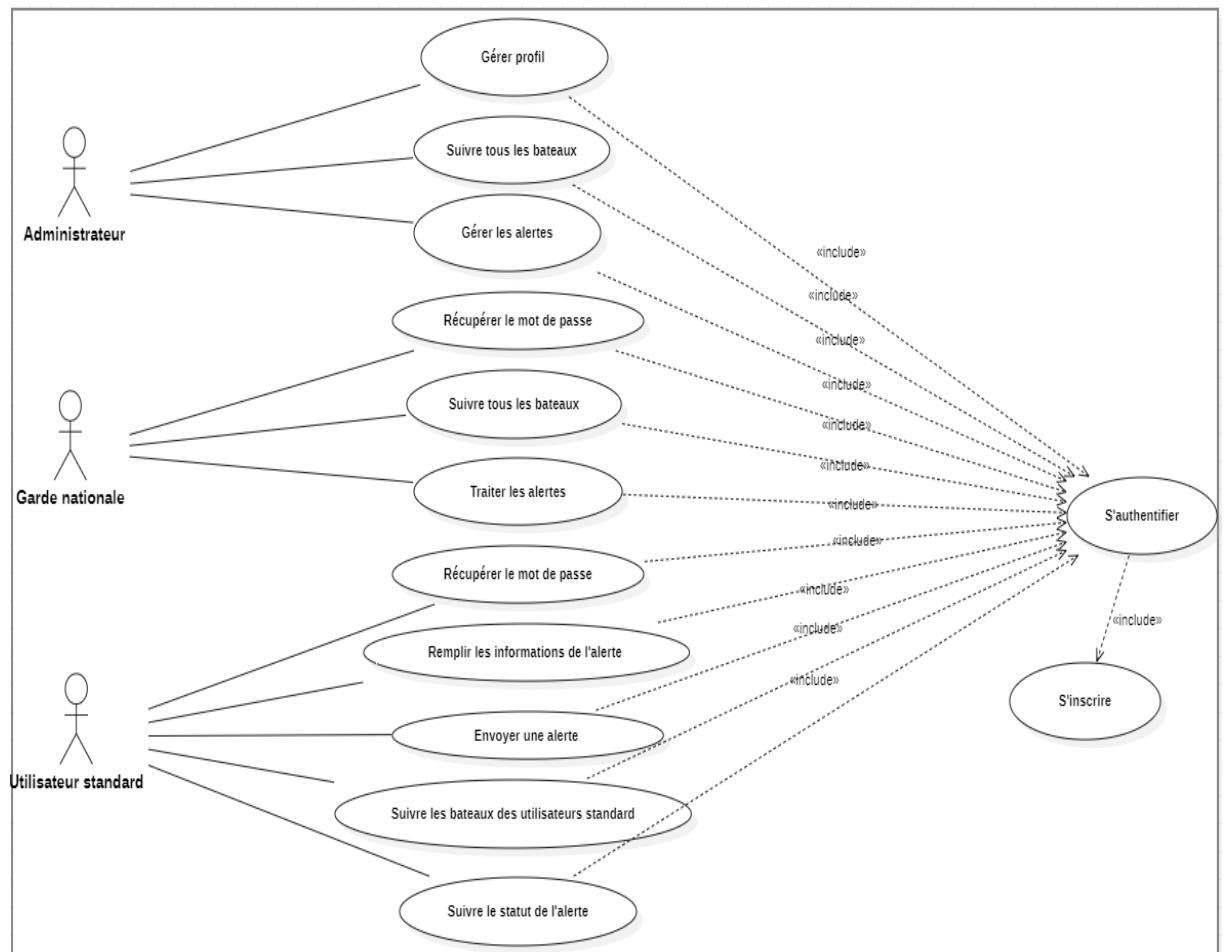 Gérer profil
Suivre tous les bateaux
Administrateur
Gérer les alertes
«include»
«include»
Récupérer le mot de passe
«include»
«include»
Suivre tous les bateaux
«include»
«include»
Garde nationale
Traiter les alertes
«include»
S'authentifier
«include»
Récupérer le mot de passe
«include»
«include»
«include»
Remplir les informations de l'alerte
«include»
S'inscrire
Envoyer une alerte
Utilisateur standard
Suivre les bateaux des utilisateurs standard
Suivre le statut de l'alerte